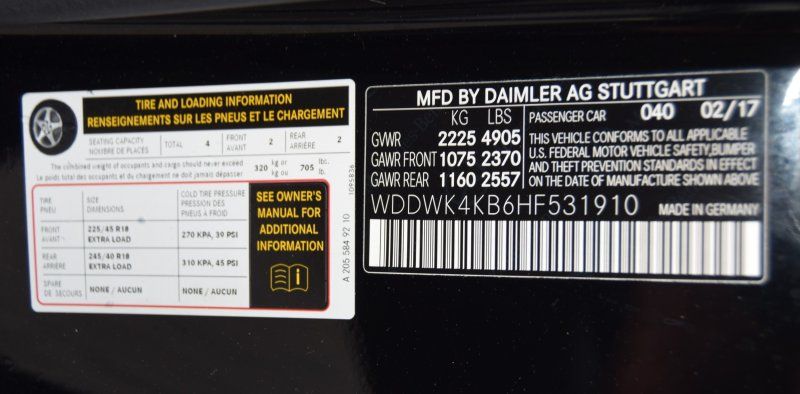 TIRE AND LOADING INFORMATION
RENSEIGNEMENTS SUR LES PNEUS ET LE CHARGEMENT
SEATING CAPACITY
NOMBRE DE PLACES
TOTAL 4
FRONT
AVANT 2
REAR
ARRIÈRE 2
The combined weight of occupants and cargo should never exceed
Le poids total des occupants et du chargement ne doit jamais dépasser
320 kg or
kg ou
705 lbs.
lb.
TIRE
PNEU
SIZE
DIMENSIONS
COLD TIRE PRESSURE
PRESSION DES
PNEUS À FROID
FRONT
AVANT
225/45 R18
EXTRA LOAD
270 KPA, 39 PSI
REAR
ARRIÈRE
245/40 R18
EXTRA LOAD
310 KPA, 45 PSI
SPARE
DE SECOURS
NONE / AUCUN
NONE / AUCUN
SEE OWNER'S
MANUAL FOR
ADDITIONAL
INFORMATION
A 205 584 92 10
1095836
MFD BY DAIMLER AG STUTTGART
KG LBS
GVWR 2225 4905
GAWR FRONT 1075 2370
GAWR REAR 1160 2557
PASSENGER CAR 040 02/17
THIS VEHICLE CONFORMS TO ALL APPLICABLE
U.S. FEDERAL MOTOR VEHICLE SAFETY,BUMPER
AND THEFT PREVENTION STANDARDS IN EFFECT
ON THE DATE OF MANUFACTURE SHOWN ABOVE
WDDWK4KB6HF531910
MADE IN GERMANY